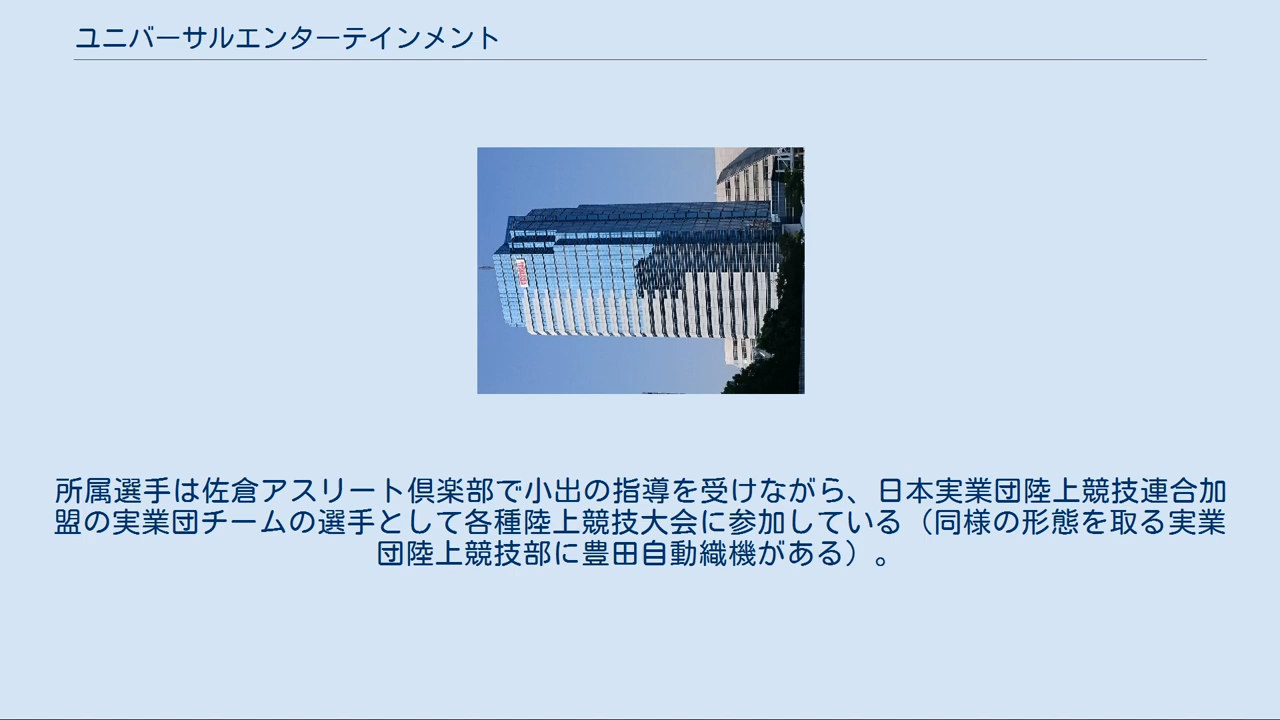 ユニバーサルエンターテインメント
所属選手は佐倉アスリート倶楽部で小出の指導を受けながら、日本実業団陸上競技連合加
盟の実業団チームの選手として各種陸上競技大会に参加している（同様の形態を取る実業
団陸上競技部に豊田自動織機がある）。